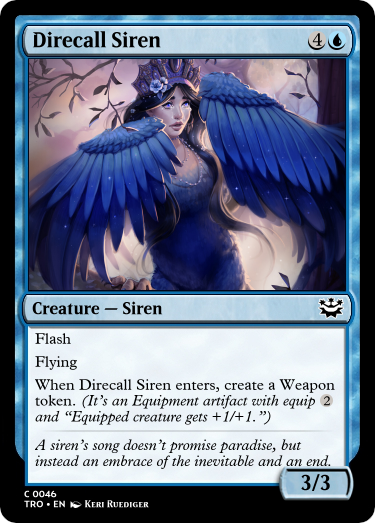 Direcall Siren 4
Creature — Siren
Flash
Flying
When Direcall Siren enters, create a Weapon
token. (It's an Equipment artifact with equip 2
and “Equipped creature gets +1/+1.”)
A siren's song doesn't promise paradise, but
instead an embrace of the inevitable and an end.
3/3
C 0046
TRO • EN Keri Ruediger